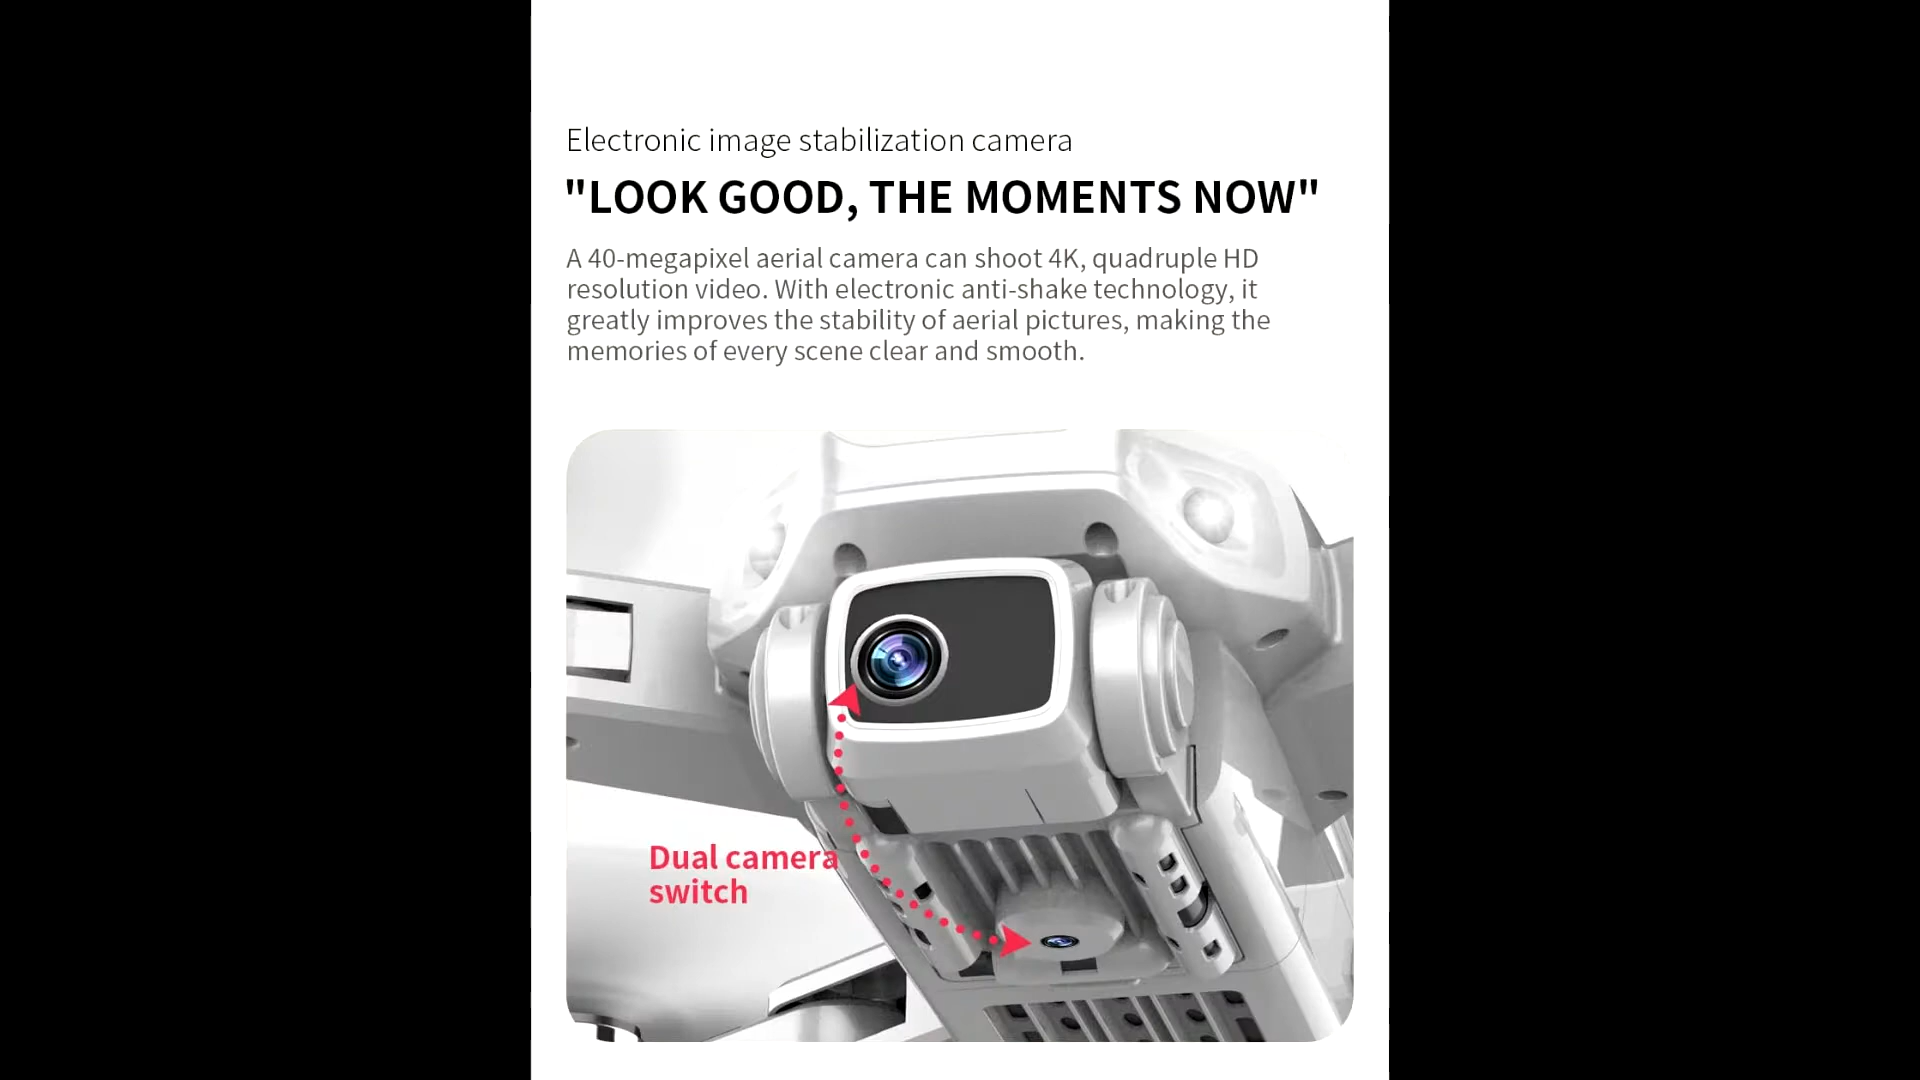 Electronic image stabilization camera
"LOOK GOOD, THE MOMENTS NOW"
A 40-megapixel aerial camera can shoot 4K, quadruple HD
resolution video. With electronic anti-shake technology, it
greatly improves the stability of aerial pictures, making the
memories of every scene clear and smooth.
Dual camera
switch